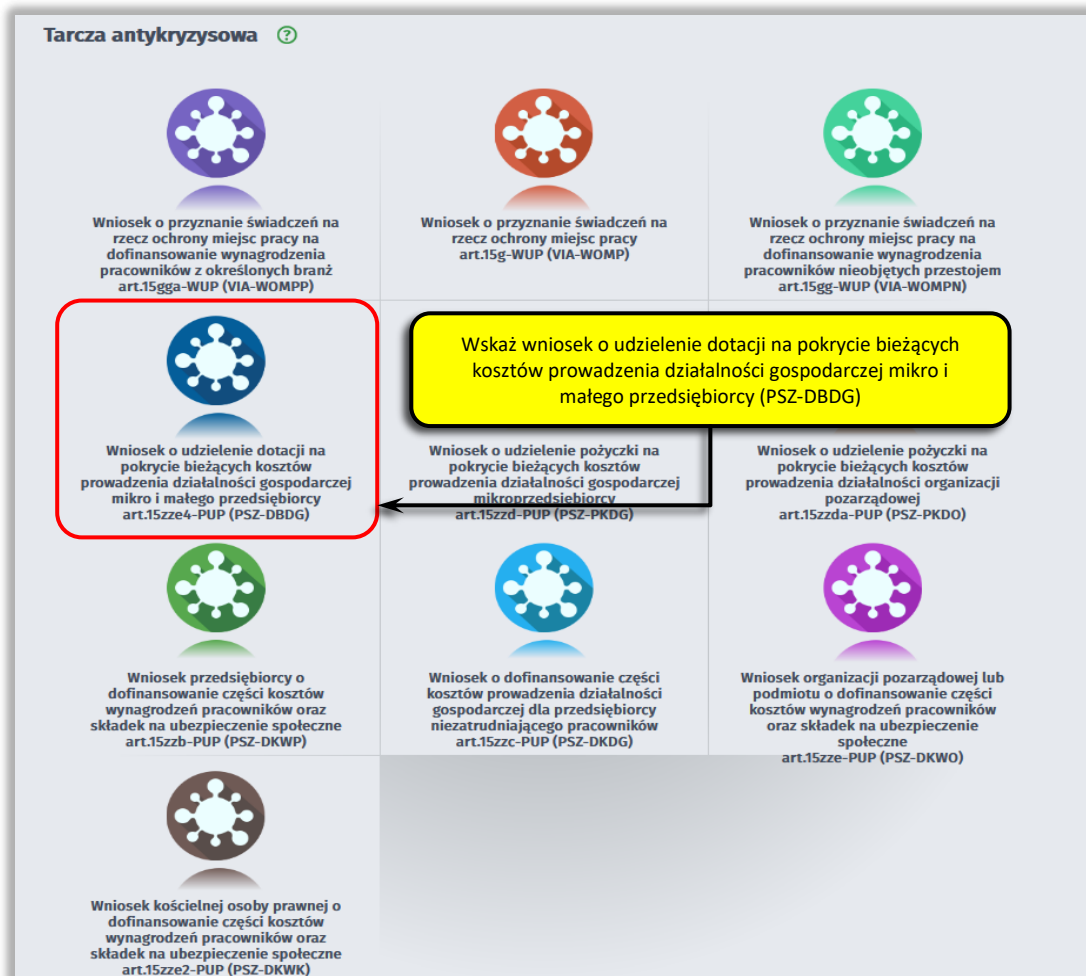 Tarcza antykryzysowa ?
Wniosek o przyznanie świadczeń na
rzecz ochrony miejsc pracy na
dofinansowanie wynagrodzenia
pracowników z określonych branż
art.15gga-WUP (VIA-WOMPP)
Wniosek o przyznanie świadczeń na
rzecz ochrony miejsc pracy
art.15g-WUP (VIA-WOMP)
Wniosek o przyznanie świadczeń na
rzecz ochrony miejsc pracy na
dofinansowanie wynagrodzenia
pracowników nieobjętych przestojem
art.15gg-WUP (VIA-WOMPN)
Wskaż wniosek o udzielenie dotacji na pokrycie bieżących
kosztów prowadzenia działalności gospodarczej mikro i
małego przedsiębiorcy (PSZ-DBDG)
Wniosek o udzielenie dotacji na
pokrycie bieżących kosztów
prowadzenia działalności gospodarczej
mikro i małego przedsiębiorcy
art.15zze4-PUP (PSZ-DBDG)
Wniosek o udzielenie pożyczki na
pokrycie bieżących kosztów
prowadzenia działalności gospodarczej
mikroprzedsiębiorcy
art.15zzd-PUP (PSZ-PKDG)
Wniosek o udzielenie pożyczki na
pokrycie bieżących kosztów
prowadzenia działalności organizacji
pozarządowej
art.15zzda-PUP (PSZ-PKDO)
Wniosek przedsiębiorcy o
dofinansowanie części kosztów
wynagrodzeń pracowników oraz
składek na ubezpieczenie społeczne
art.15zzb-PUP (PSZ-DKWP)
Wniosek o dofinansowanie części
kosztów prowadzenia działalności
gospodarczej dla przedsiębiorcy
niezatrudniającego pracowników
art.15zzc-PUP (PSZ-DKDG)
Wniosek organizacji pozarządowej lub
podmiotu o dofinansowanie części
kosztów wynagrodzeń pracowników
oraz składek na ubezpieczenie
społeczne
art.15zze-PUP (PSZ-DKWO)
Wniosek kościelnej osoby prawnej o
dofinansowanie części kosztów
wynagrodzeń pracowników oraz
składek na ubezpieczenie społeczne
art.15zze2-PUP (PSZ-DKWK)